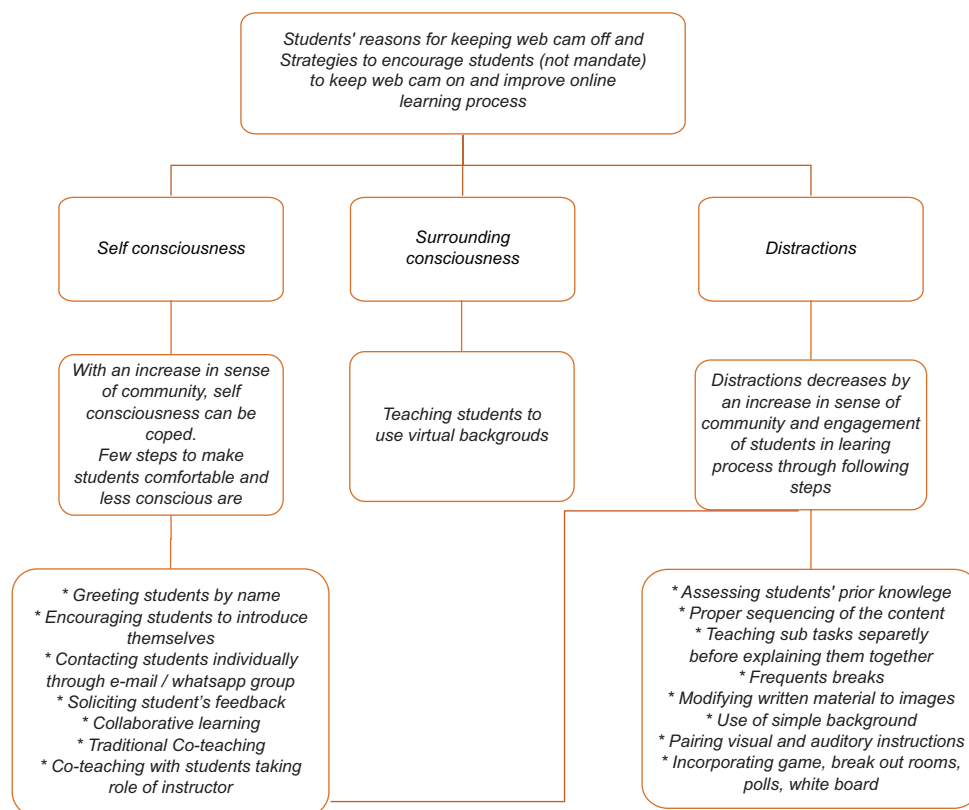 Students' reasons for keeping web cam off and
Strategies to encourage students (not mandate)
to keep web cam on and improve online
learning process
Self consciousness
Surrounding
consciousness
Distractions
With an increase in sense
of community, self
consciousness can be
coped.
Few steps to make
students comfortable and
less conscious are
Teaching students to
use virtual backgrouds
Distractions decreases by
an increase in sense of
community and engagement
of students in learing
process through following
steps
* Greeting students by name
* Encouraging students to introduce
themselves
* Contacting students individually
through e-mail / whatsapp group
* Soliciting student’s feedback
* Collaborative learning
* Traditional Co-teaching
* Co-teaching with students taking
role of instructor
* Assessing students' prior knowlege
* Proper sequencing of the content
* Teaching sub tasks separetly
before explaining them together
* Frequents breaks
* Modifying written material to images
* Use of simple background
* Pairing visual and auditory instructions
* Incorporating game, break out rooms,
polls, white board